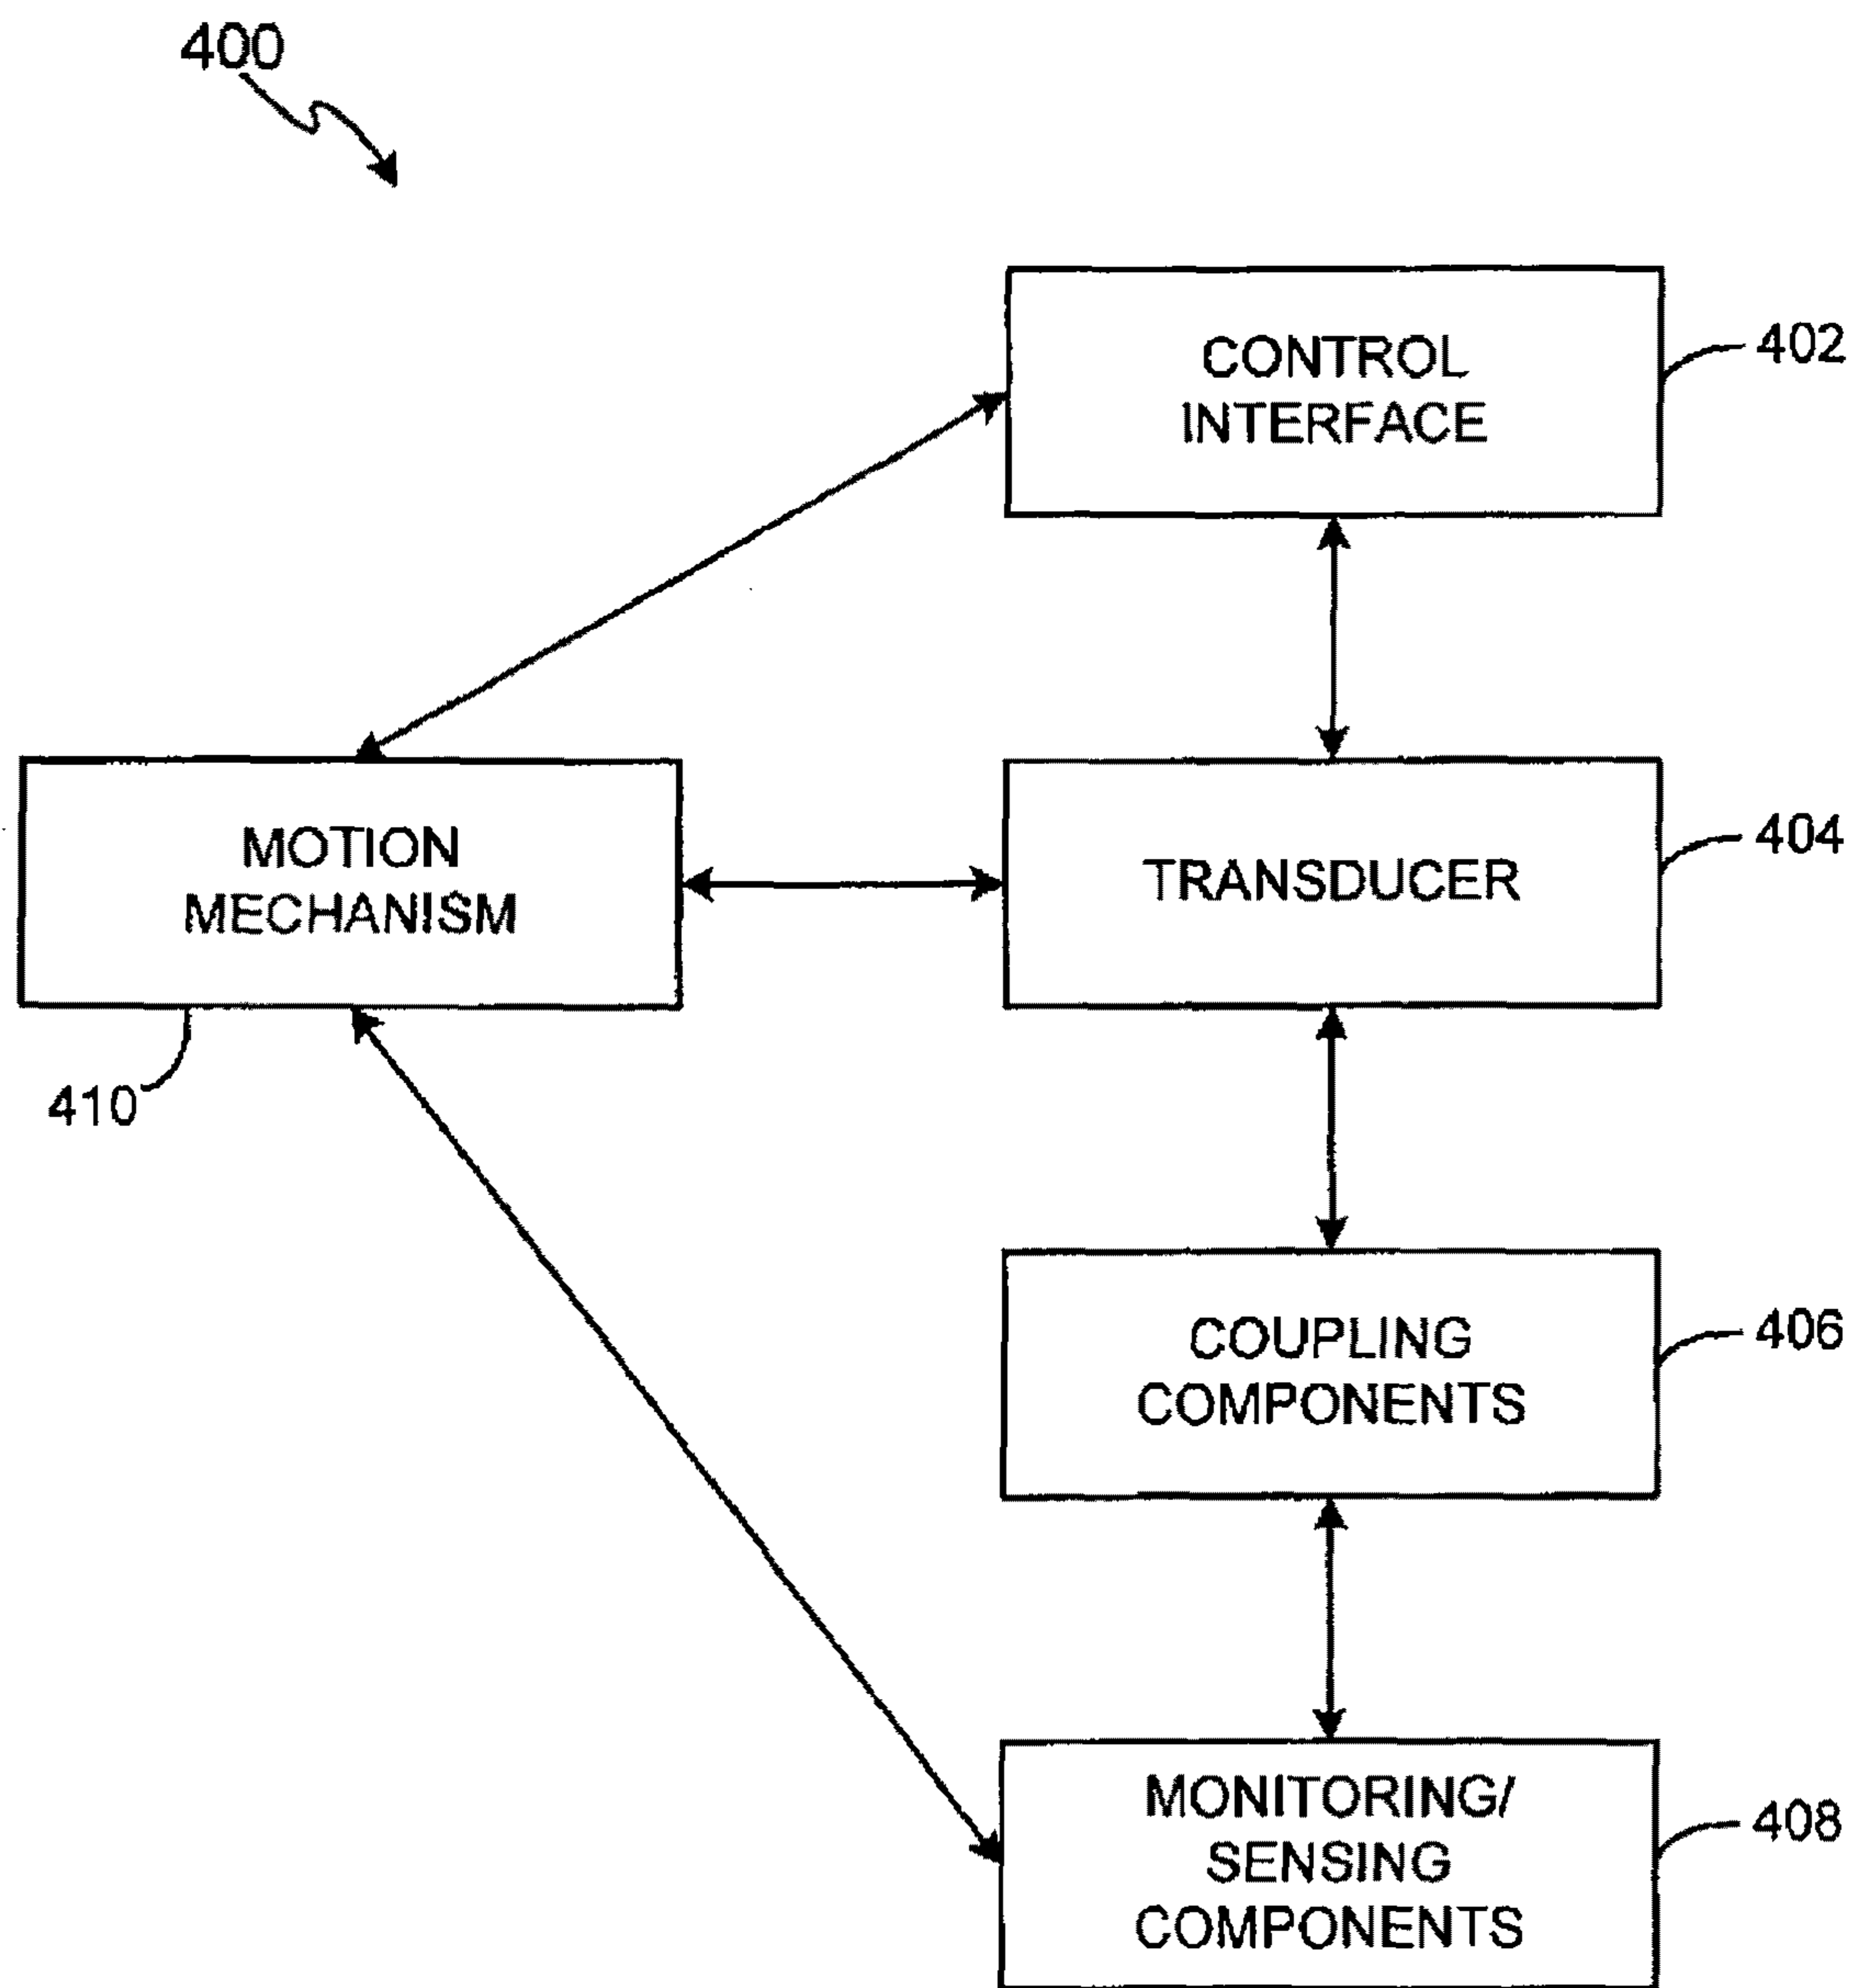 400
CONTROL
INTERFACE
402
MOTION
MECHANISM
410
TRANSDUCER
404
COUPLING
COMPONENTS
406
MONITORING/
SENSING
COMPONENTS
408